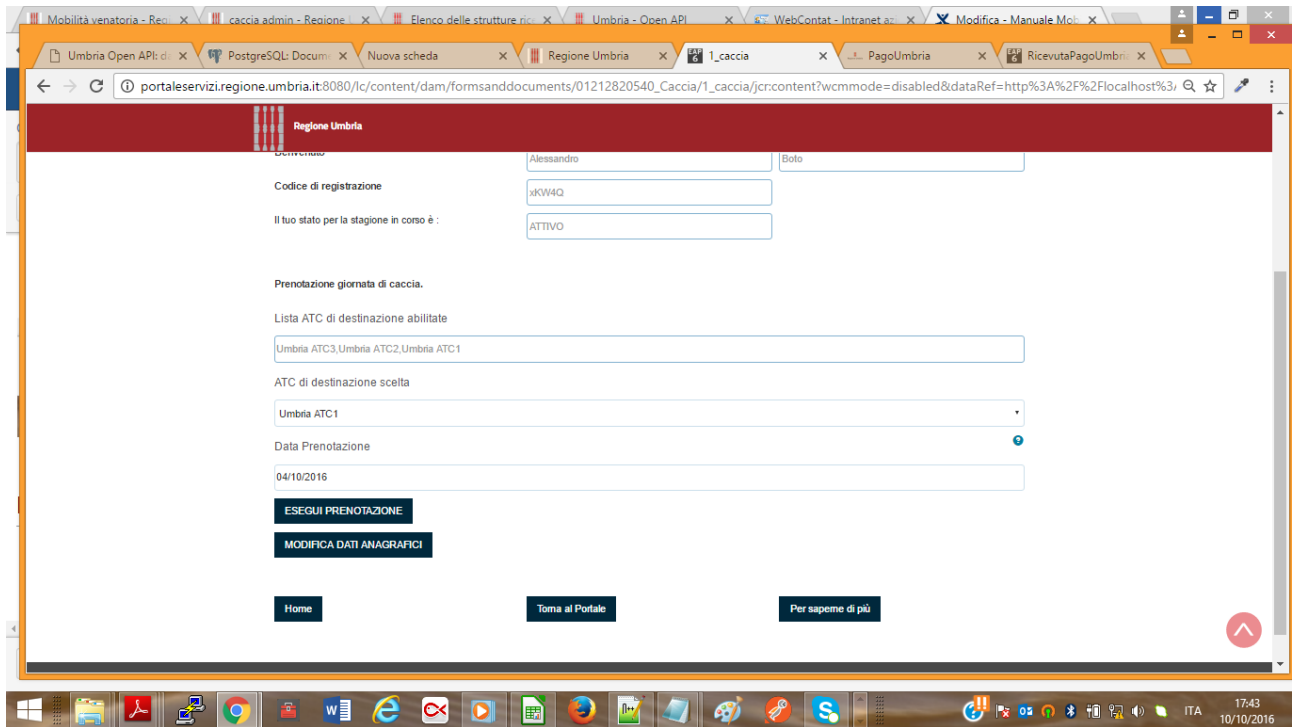 Mobilità venatoria - Reg
caccia admin - Regione
Elenco delle strutture rice
Umbria - Open API
WebContat - Intranet azi
Modifica - Manuale Mob
Umbria Open API: da
PostgreSQL: Docume
Nuova scheda
Regione Umbria
1_caccia
PagoUmbria
RicevutaPagoUmbri
portaleservizi.regione.umbria.it:8080/lc/content/dam/formsanddocuments/01212820540_Caccia/1_caccia/jcr:content?wcmmode=disabled&dataRef=http%3A%2F%2Flocalhost%3
Regione Umbria
Benvenuto
Alessandro
Boto
Codice di registrazione
xKW4Q
Il tuo stato per la stagione in corso è :
ATTIVO
Prenotazione giornata di caccia.
Lista ATC di destinazione abilitate
Umbria ATC3,Umbria ATC2,Umbria ATC1
ATC di destinazione scelta
Umbria ATC1
Data Prenotazione
04/10/2016
ESEGUI PRENOTAZIONE
MODIFICA DATI ANAGRAFICI
Home
Torna al Portale
Per saperne di più
ITA
17:43
10/10/2016